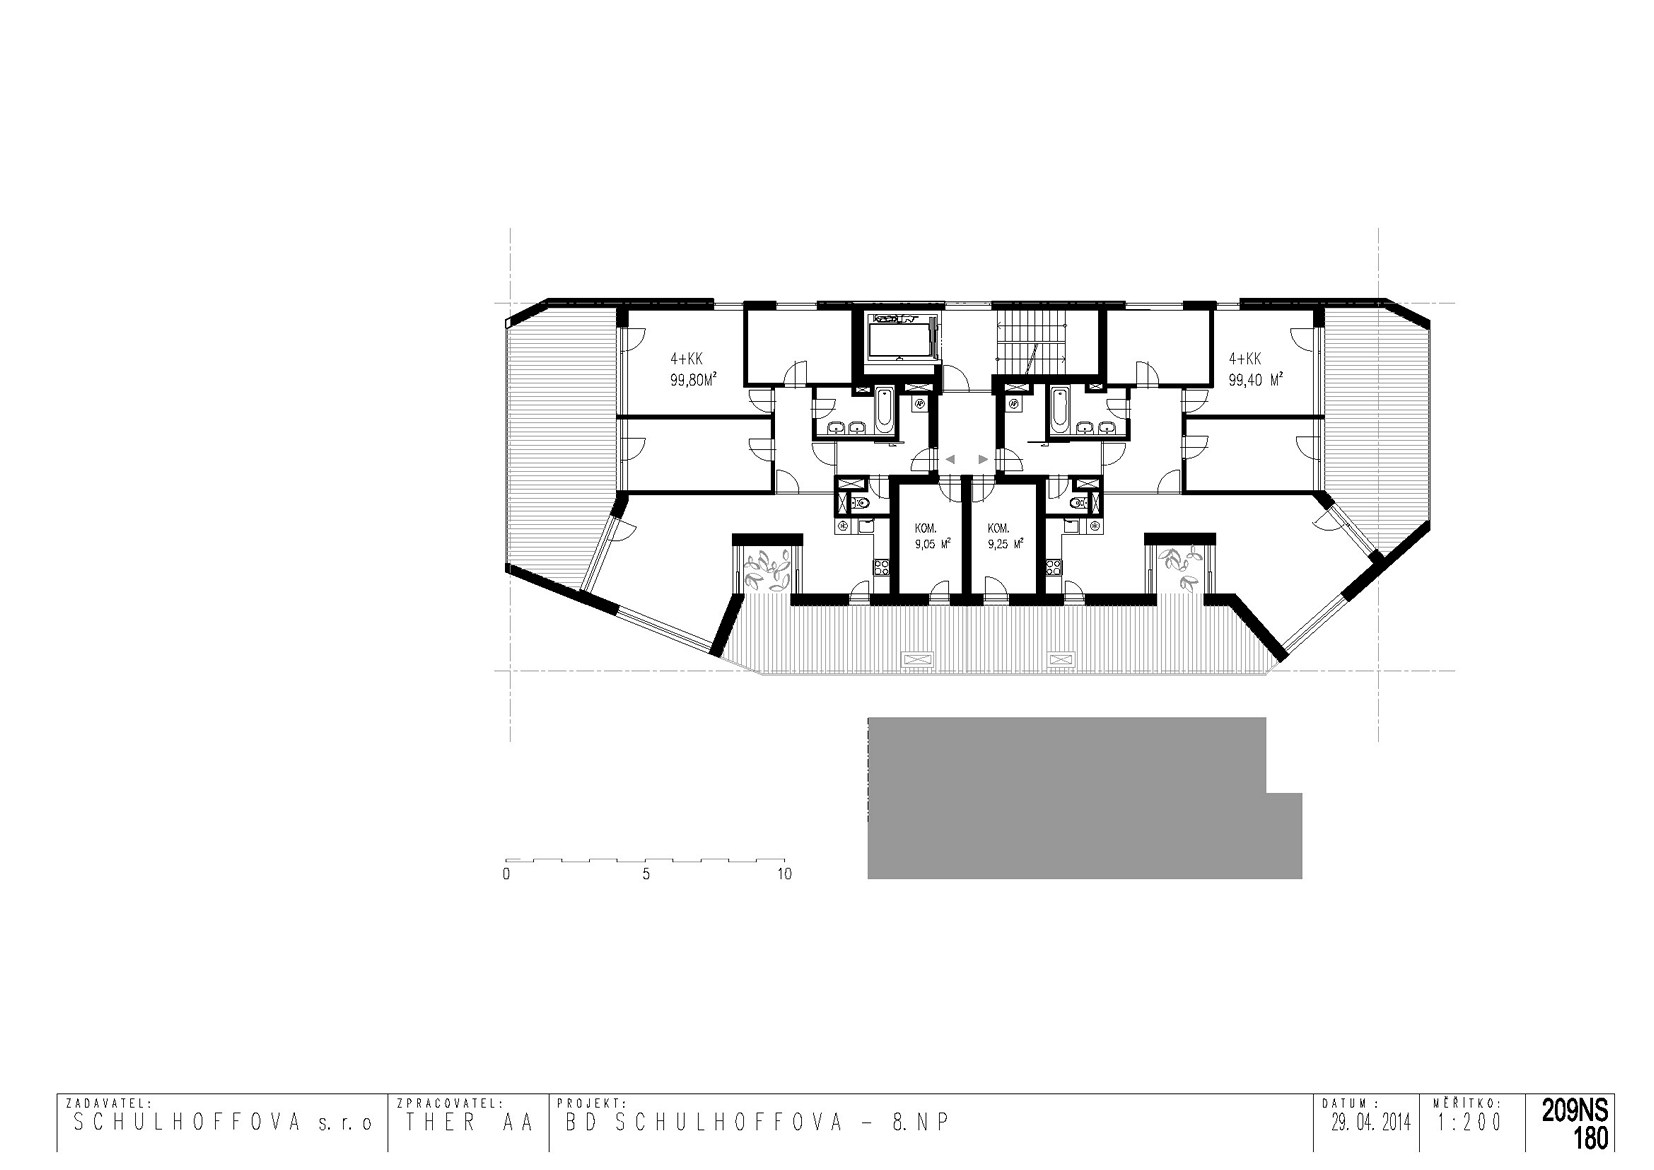 4+KK
99,80M²
4+KK
99,40 M²
KOM.
9,05 M²
KOM.
9,25 M²
0 5 10
ZADAVATEL:
SCHULHOFFOVA s.r.o
ZPRACOVATEL:
THER AA
PROJEKT:
BD SCHULHOFFOVA – 8.NP
DATUM:
29. 04. 2014
MĚŘÍTKO:
1:200
209NS
180